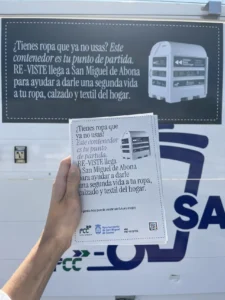 ¿Tienes ropa que ya no usas? Este
contenedor es tu punto de partida.
RE-VISTE llega a San Miguel de Abona
para ayudar a darle una segunda vida
a tu ropa, calzado y textil del hogar.
¿Tienes ropa que
ya no usas?
Este contenedor
es tu punto
de partida.
RE-VISTE llega
a San Miguel de Abona
para ayudar a darle
una segunda vida a tu ropa,
calzado y textil del hogar.
FCC
SA
FCC